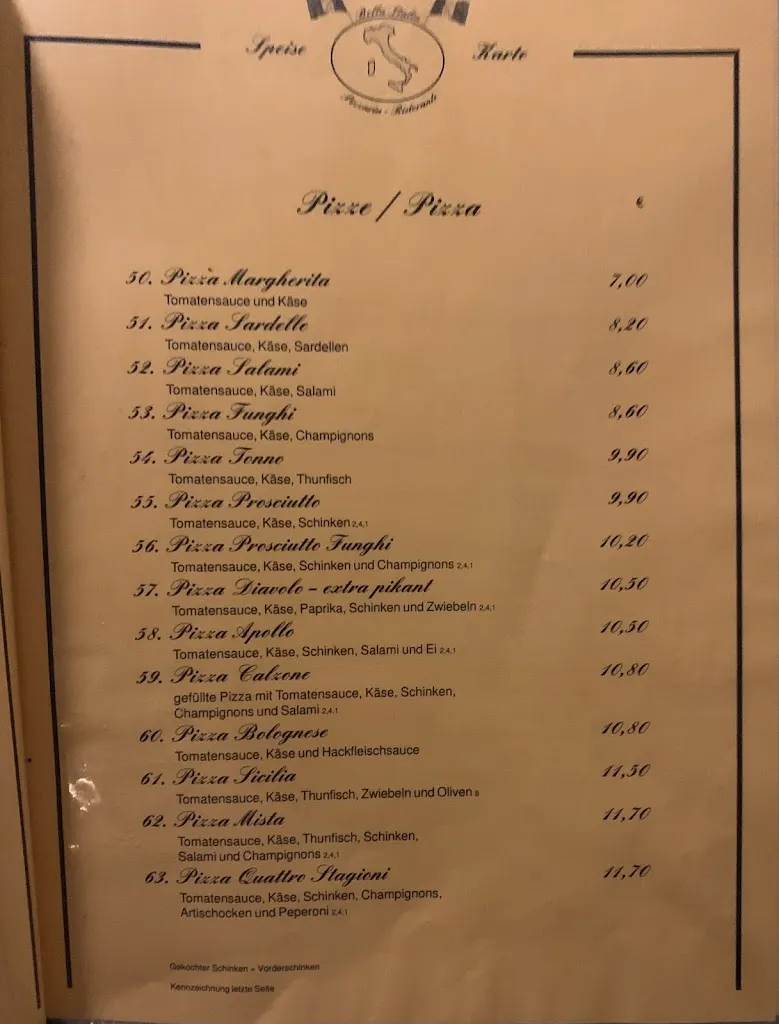 Bella Italia
Speise Karte
Pizzeria - Ristorante
Pizze / Pizza €
50. Pizza Margherita 7,00
Tomatensauce und Käse
51. Pizza Sardelle 8,20
Tomatensauce, Käse, Sardellen
52. Pizza Salami 8,60
Tomatensauce, Käse, Salami
53. Pizza Funghi 8,60
Tomatensauce, Käse, Champignons
54. Pizza Tonno 9,90
Tomatensauce, Käse, Thunfisch
55. Pizza Prosciutto 9,90
Tomatensauce, Käse, Schinken 2,4,1
56. Pizza Prosciutto Funghi 10,20
Tomatensauce, Käse, Schinken und Champignons 2,4,1
57. Pizza Diavolo - extra pikant 10,50
Tomatensauce, Käse, Paprika, Schinken und Zwiebeln 2,4,1
58. Pizza Apollo 10,50
Tomatensauce, Käse, Schinken, Salami und Ei 2,4,1
59. Pizza Calzone 10,80
gefüllte Pizza mit Tomatensauce, Käse, Schinken,
Champignons und Salami 2,4,1
60. Pizza Bolognese 10,80
Tomatensauce, Käse und Hackfleischsauce
61. Pizza Sicilia 11,50
Tomatensauce, Käse, Thunfisch, Zwiebeln und Oliven 8
62. Pizza Mista 11,70
Tomatensauce, Käse, Thunfisch, Schinken,
Salami und Champignons 2,4,1
63. Pizza Quattro Stagioni 11,70
Tomatensauce, Käse, Schinken, Champignons,
Artischocken und Peperoni 2,4,1
Gekochter Schinken = Vorderschinken
Kennzeichnung letzte Seite